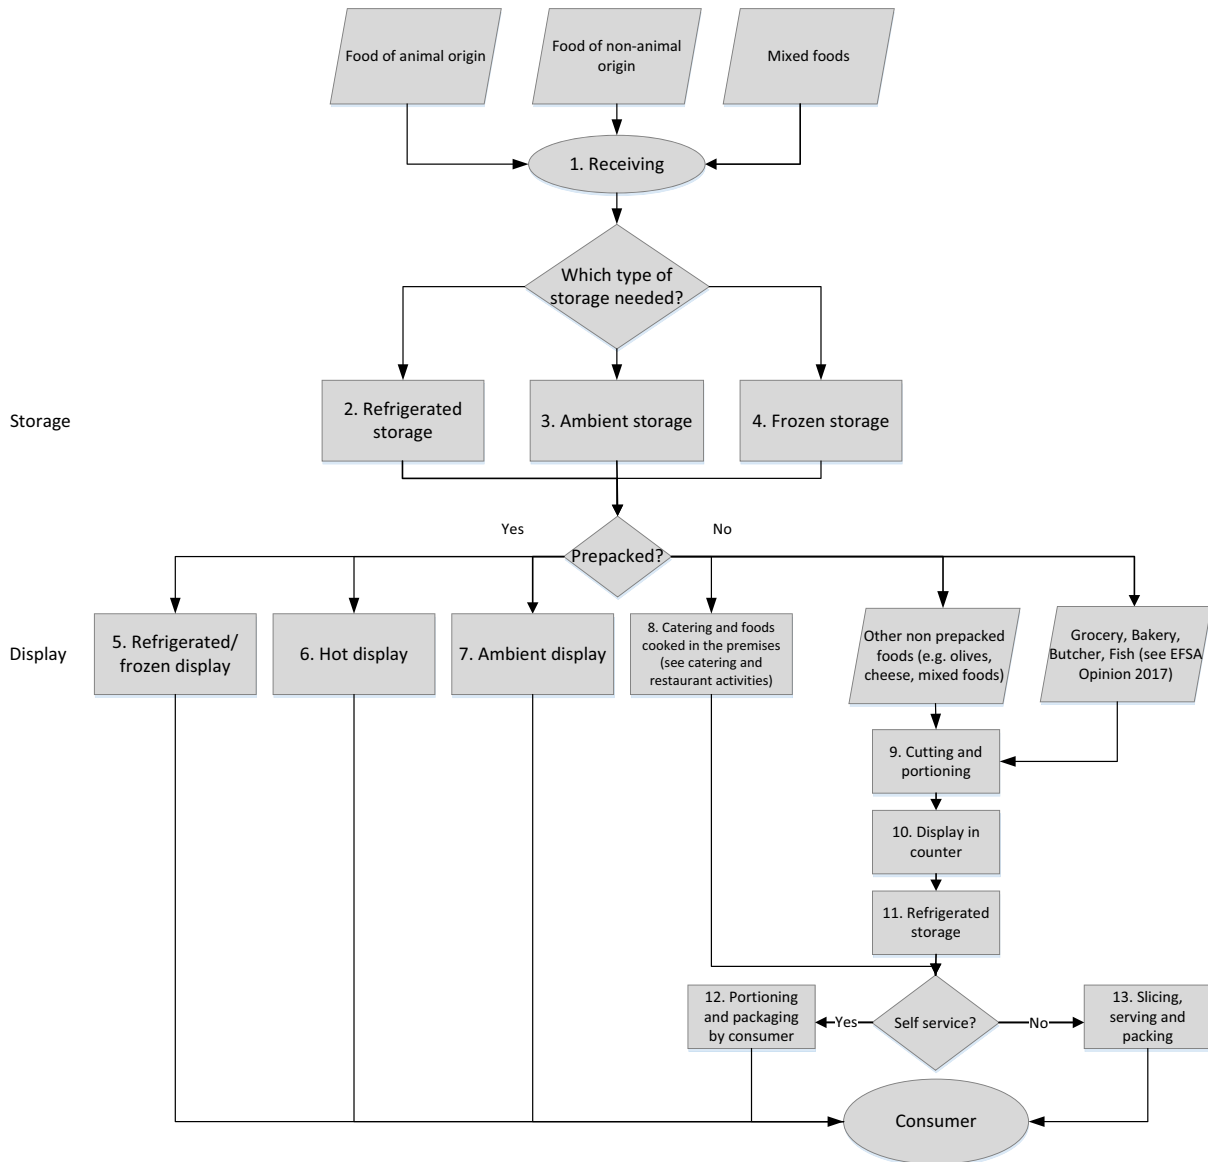 Food of animal origin
Food of non-animal
origin
Mixed foods
1. Receiving
Which type of
storage needed?
Storage
2. Refrigerated
storage
3. Ambient storage
4. Frozen storage
Yes
No
Prepacked?
Display
5. Refrigerated/
frozen display
6. Hot display
7. Ambient display
8. Catering and foods
cooked in the premises
(see catering and
restaurant activities)
Other non prepacked
foods (e.g. olives,
cheese, mixed foods)
Grocery, Bakery,
Butcher, Fish (see EFSA
Opinion 2017)
9. Cutting and
portioning
10. Display in
counter
11. Refrigerated
storage
12. Portioning
and packaging
by consumer
Yes
Self service?
No
13. Slicing,
serving and
packing
Consumer